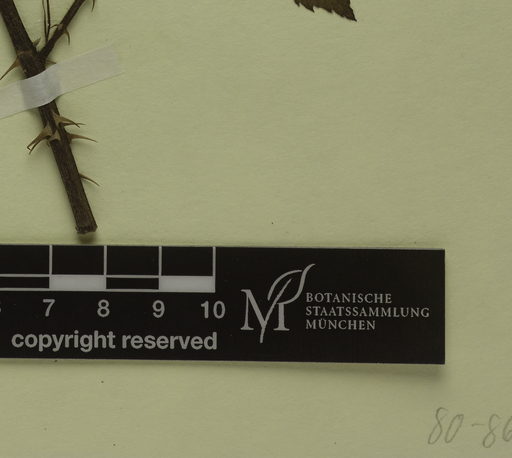 7 8 9 10
copyright reserved
M
BOTANISCHE
STAATSSAMMLUNG
MÜNCHEN
80-86